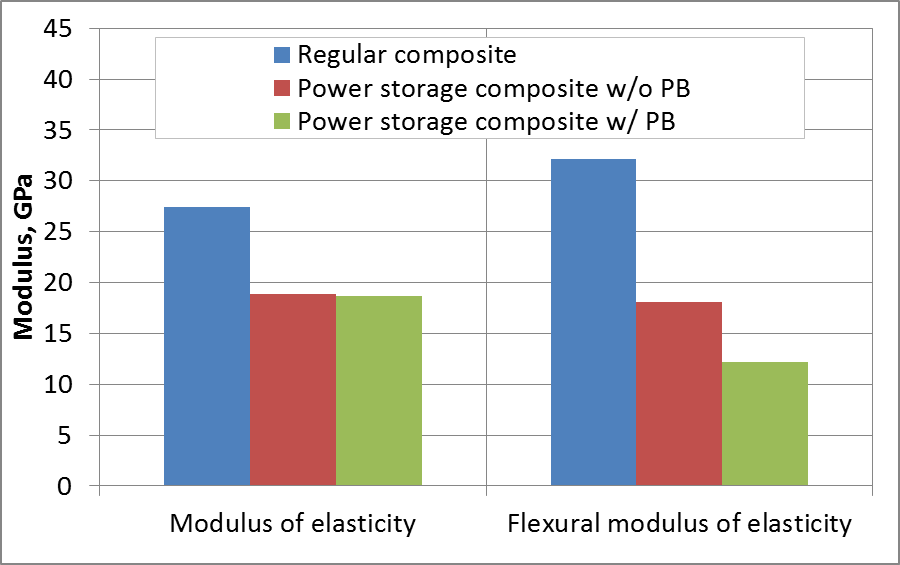 Modulus, GPa
45
40
35
30
25
20
15
10
5
0
Regular composite
Power storage composite w/o PB
Power storage composite w/ PB
Modulus of elasticity
Flexural modulus of elasticity